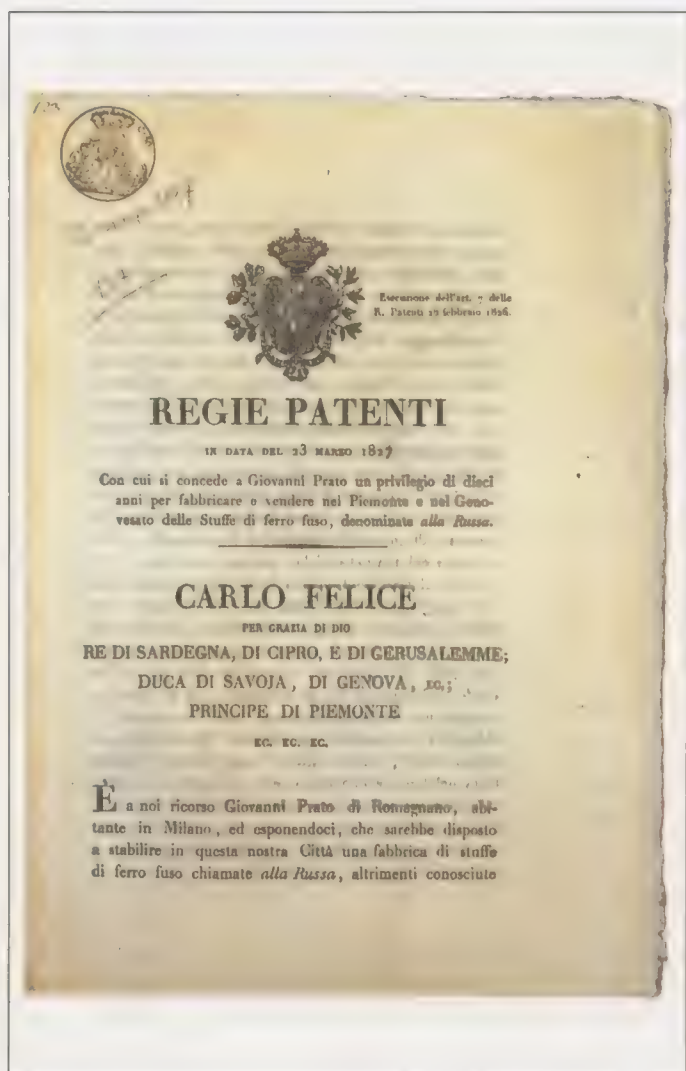 Esecuzione dell'art. 7 delle
R. Patenti 12 febbraio 1826.
REGIE PATENTI
IN DATA DEL 23 MARZO 1827
Con cui si concede a Giovanni Prato un privilegio di dieci
anni per fabbricare e vendere nel Piemonte e nel Geno-
vesato delle Stuffe di ferro fuso, denominate alla Russa.
CARLO FELICE
PER GRAZIA DI DIO
RE DI SARDEGNA, DI CIPRO, E DI GERUSALEMME;
DUCA DI SAVOJA, DI GENOVA, EC.;
PRINCIPE DI PIEMONTE
EC. EC. EC.
È a noi ricorso Giovanni Prato di Romagnano, abi-
tante in Milano, ed esponendoci, che sarebbe disposto
a stabilire in questa nostra Città una fabbrica di stuffe
di ferro fuso chiamate alla Russa, altrimenti conosciute